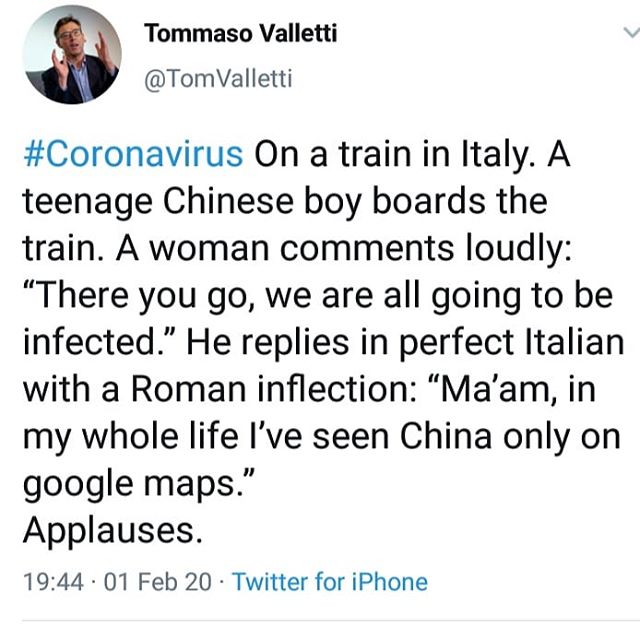 Tommaso Valletti
@TomValletti
#Coronavirus On a train in Italy. A
teenage Chinese boy boards the
train. A woman comments loudly:
“There you go, we are all going to be
infected.” He replies in perfect Italian
with a Roman inflection: “Ma’am, in
my whole life I’ve seen China only on
google maps.”
Applauses.
19:44 · 01 Feb 20 · Twitter for iPhone